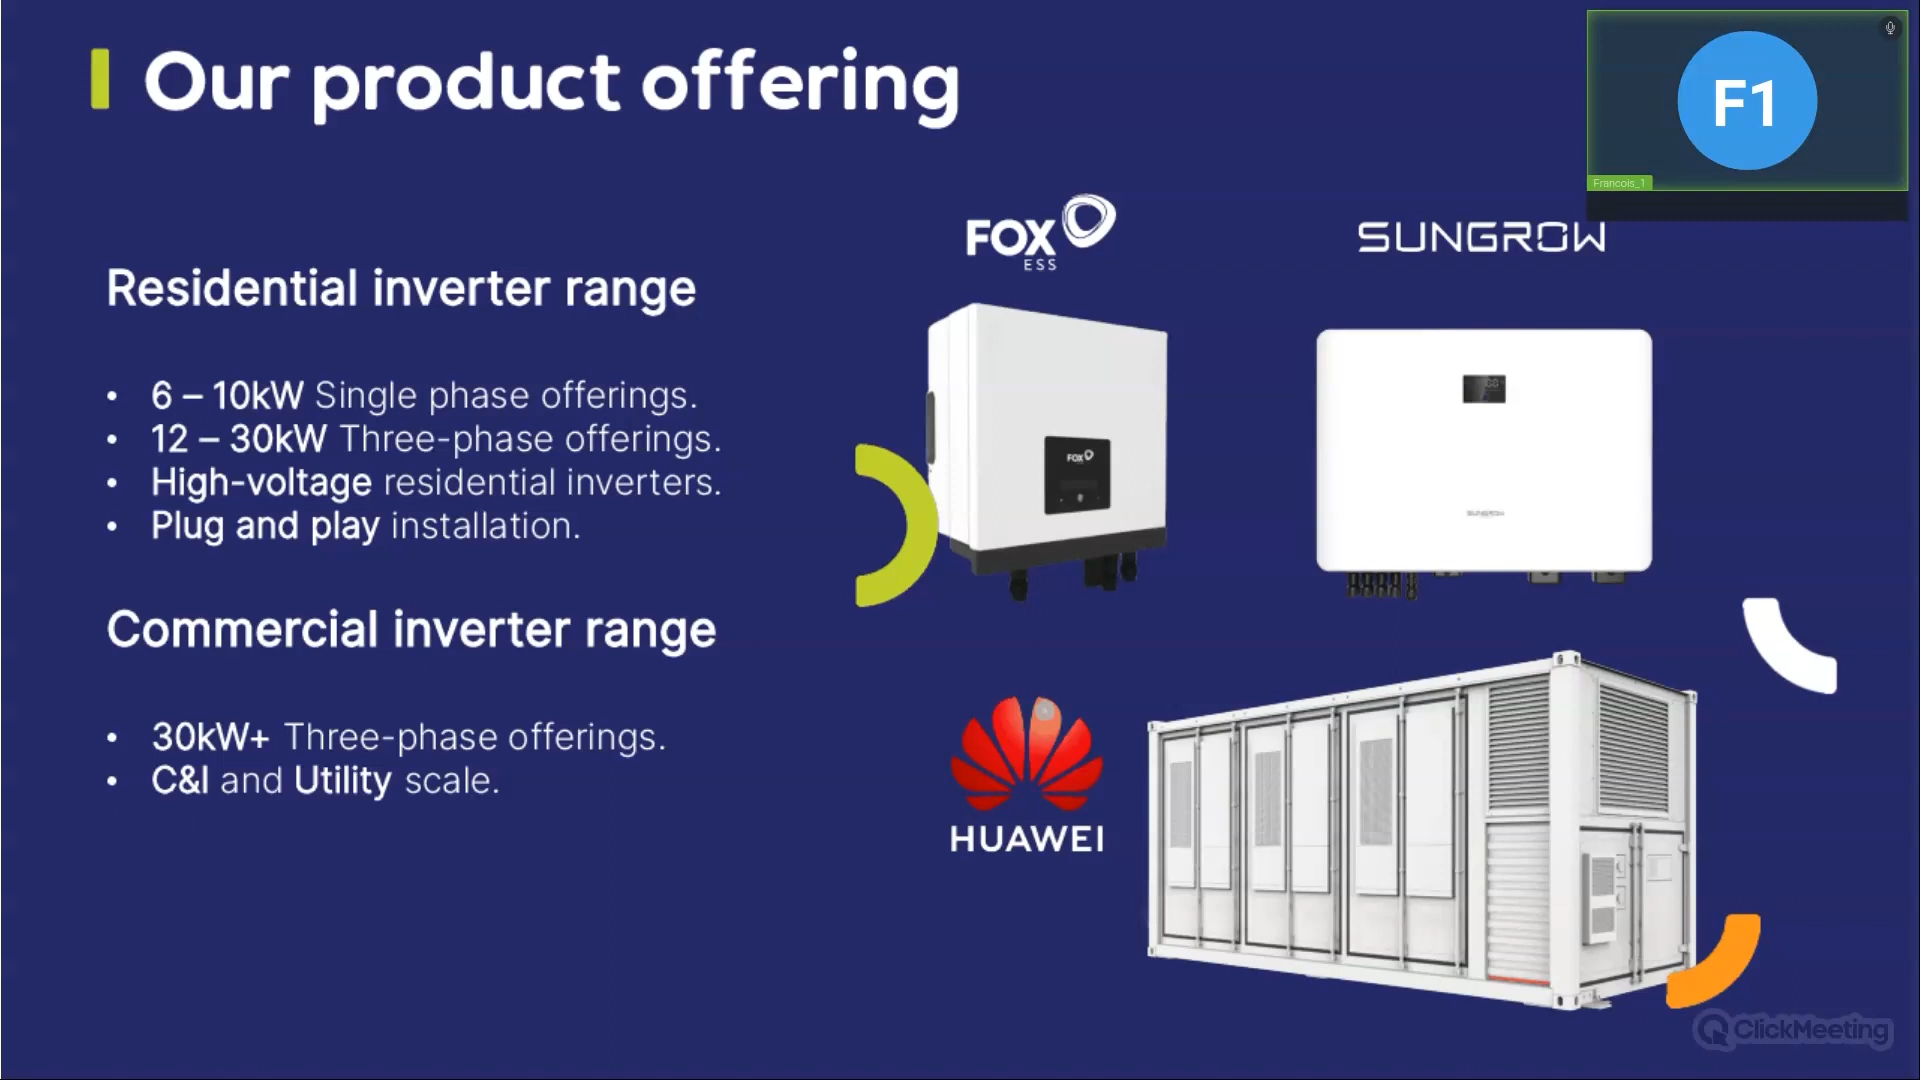 Our product offering
F1
Francois_1
FOX
ESS
SUNGROW
Residential inverter range
• 6 – 10kW Single phase offerings.
• 12 – 30kW Three-phase offerings.
• High-voltage residential inverters.
• Plug and play installation.
FOX
SUNGROW
Commercial inverter range
• 30kW+ Three-phase offerings.
• C&I and Utility scale.
HUAWEI
ClickMeeting